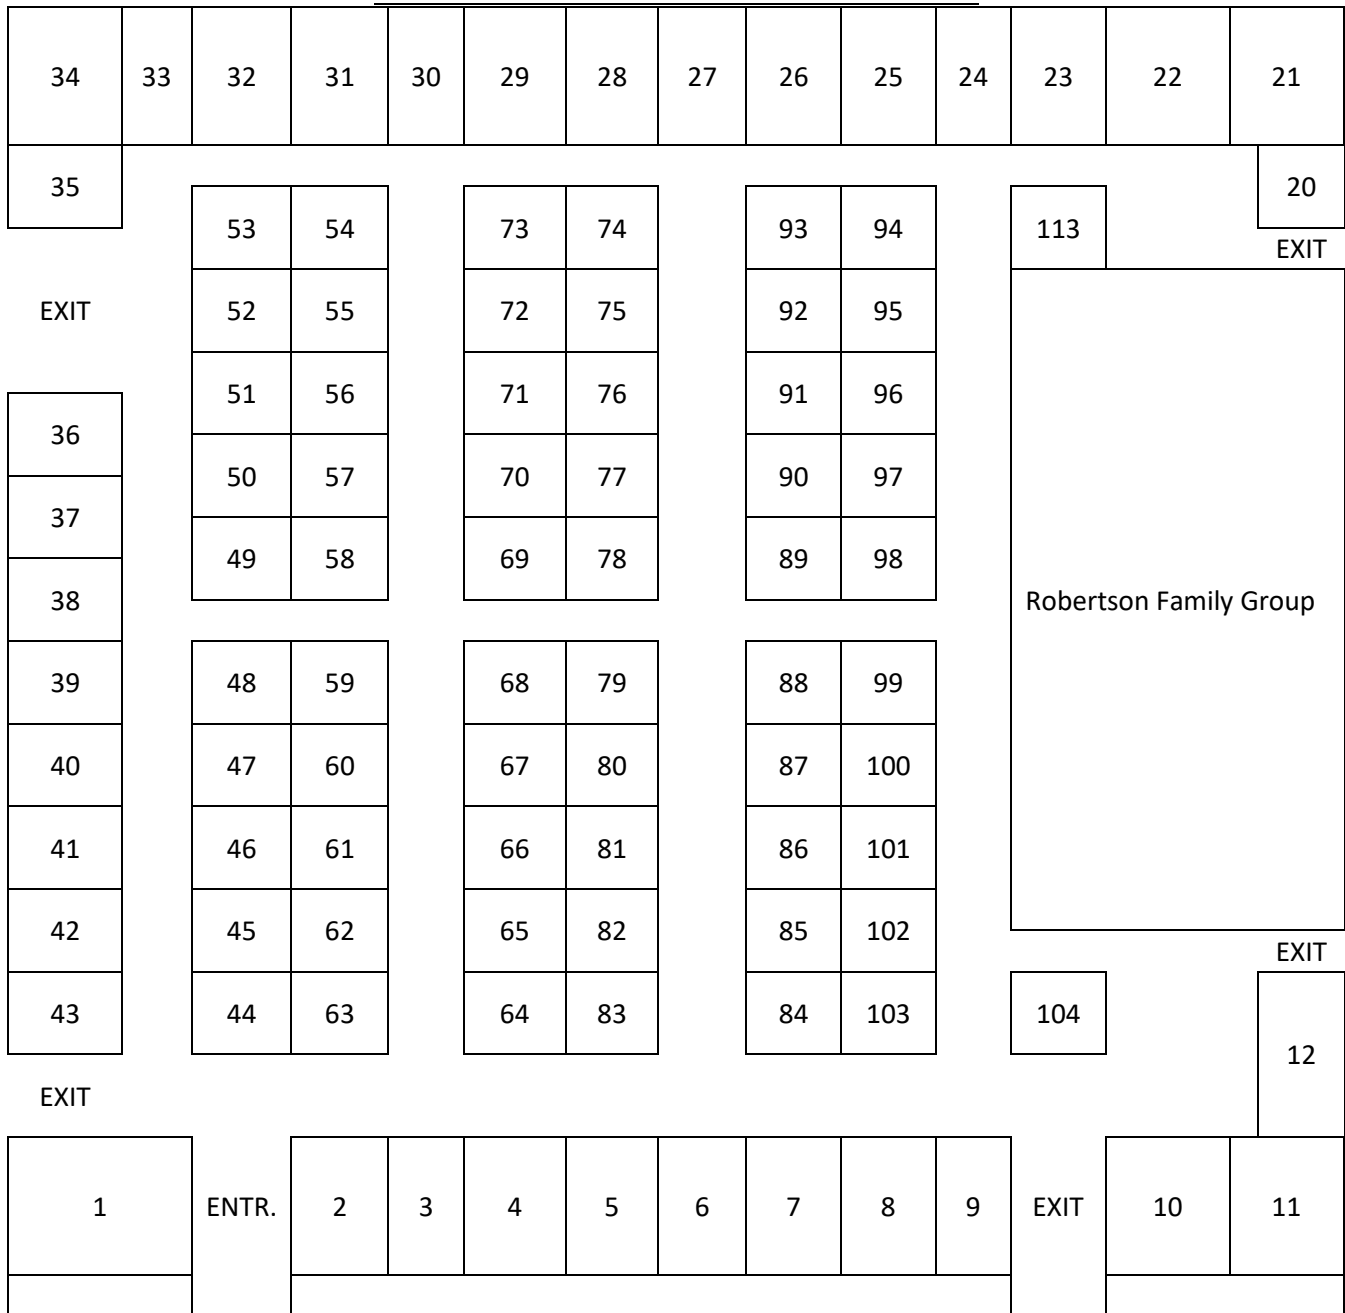 34 33 32 31 30 29 28 27 26 25 24 23 22 21
35 20
53 54 73 74 93 94 113
EXIT
EXIT 52 55 72 75 92 95
51 56 71 76 91 96
36
50 57 70 77 90 97
37
49 58 69 78 89 98
38 Robertson Family Group
39 48 59 68 79 88 99
40 47 60 67 80 87 100
41 46 61 66 81 86 101
42 45 62 65 82 85 102
EXIT
43 44 63 64 83 84 103 104
12
EXIT
1 ENTR. 2 3 4 5 6 7 8 9 EXIT 10 11